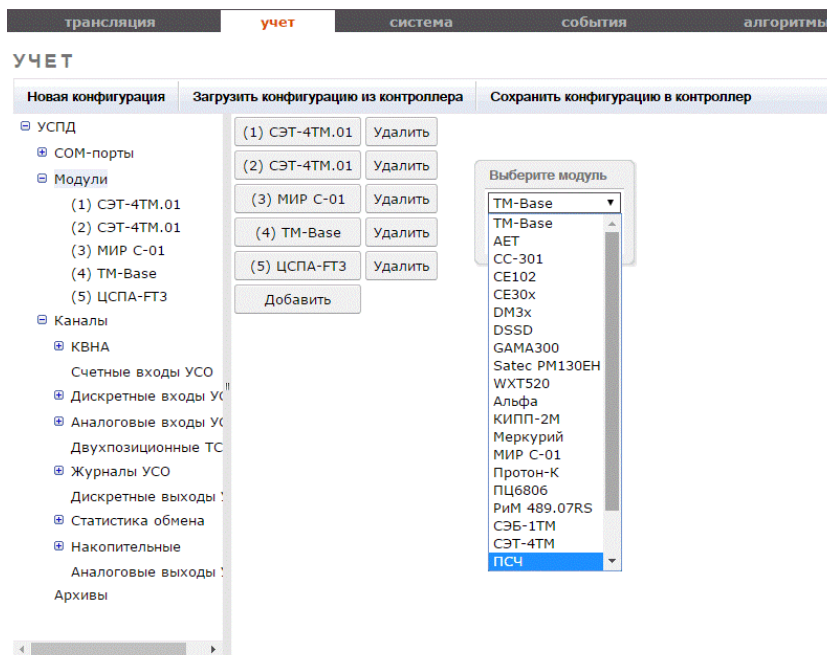 трансляция учет система события алгоритмы
УЧЕТ
Новая конфигурация Загрузить конфигурацию из контроллера Сохранить конфигурацию в контроллер
УСПД
COM-порты
Модули
(1) СЭТ-4ТМ.01
(2) СЭТ-4ТМ.01
(3) МИР С-01
(4) TM-Base
(5) ЦСПА-FT3
Каналы
КВНА
Счетные входы УСО
Дискретные входы
Аналоговые входы
Двухпозиционные ТС
Журналы УСО
Дискретные выходы
Статистика обмена
Накопительные
Аналоговые выходы
Архивы
(1) СЭТ-4ТМ.01 Удалить
(2) СЭТ-4ТМ.01 Удалить
(3) МИР С-01 Удалить
(4) TM-Base Удалить
(5) ЦСПА-FT3 Удалить
Добавить
Выберите модуль
TM-Base
TM-Base
AET
CC-301
CE102
CE30x
DM3x
DSSD
GAMA300
Satec PM130EH
WXT520
Альфа
КИПП-2М
Меркурий
МИР С-01
Протон-К
ПЦ6806
РиМ 489.07RS
СЭБ-1ТМ
СЭТ-4ТМ
ПСЧ